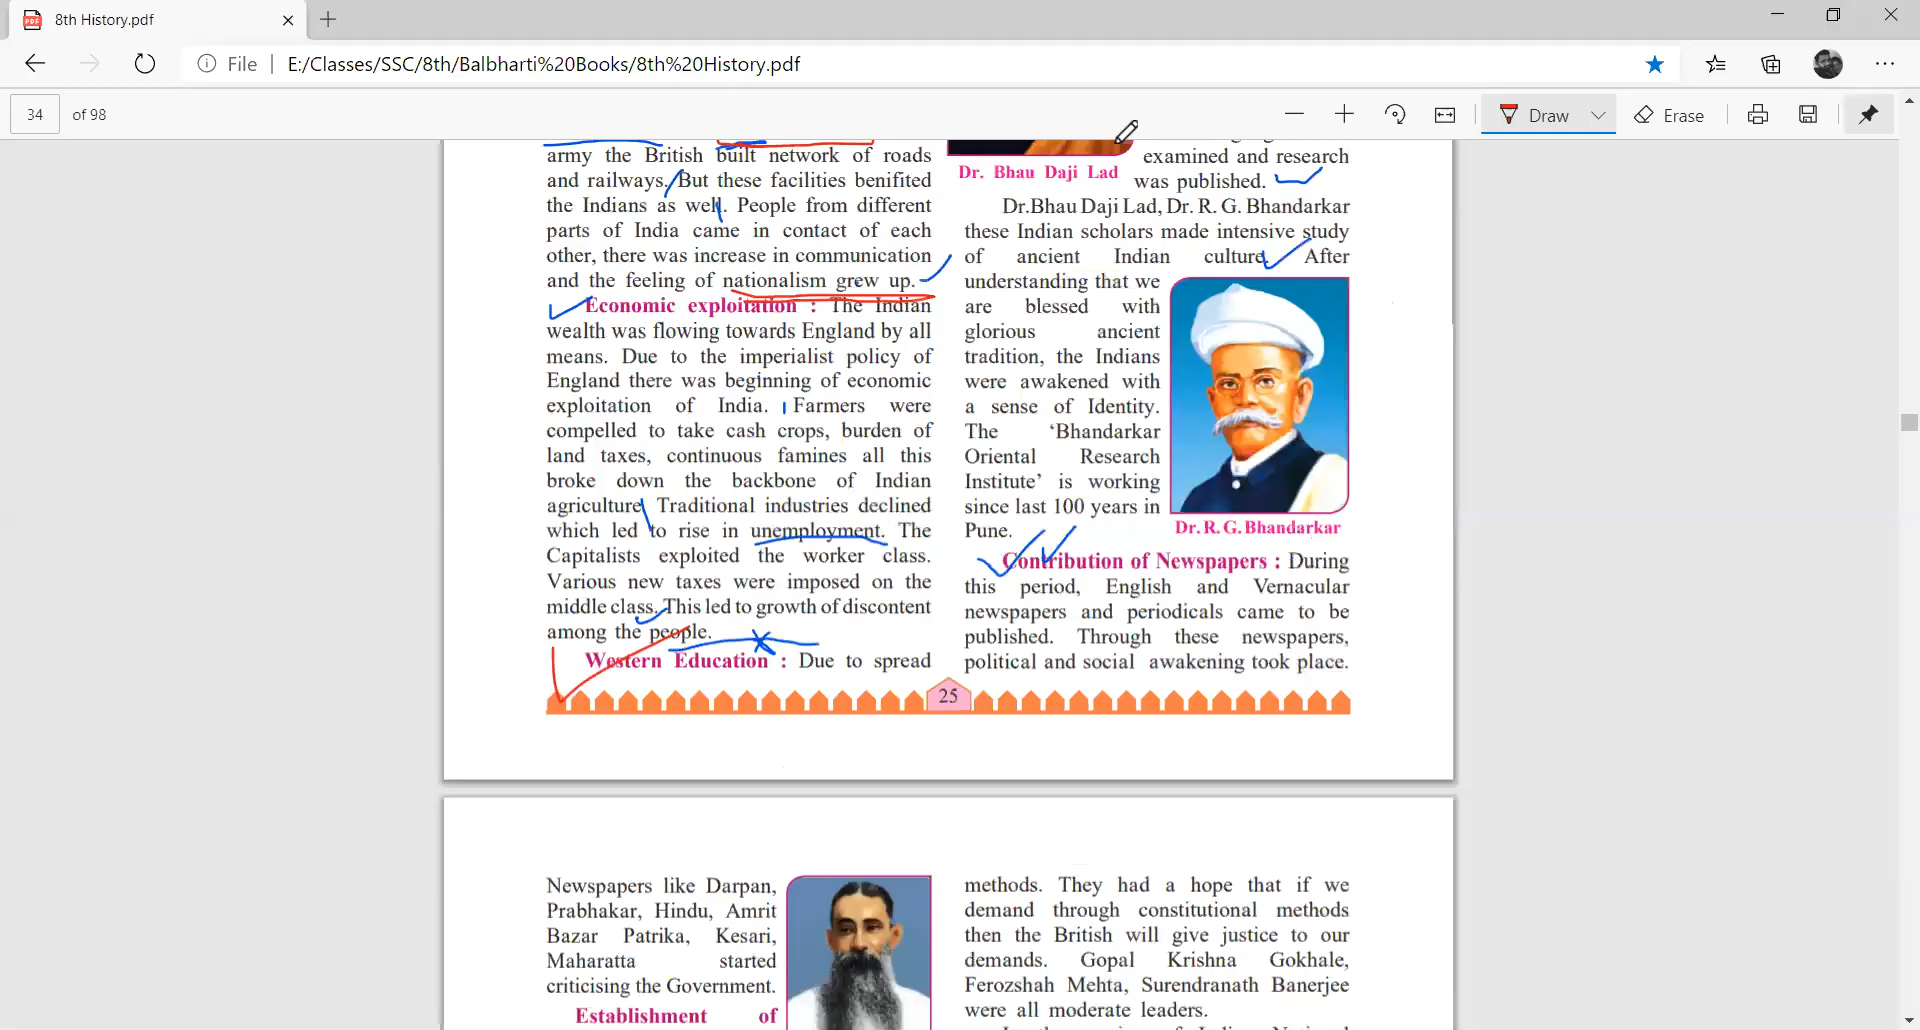 8th History.pdf
File
E:/Classes/SSC/8th/Balbharti%20Books/8th%20History.pdf
34 of 98
Draw
Erase
army the British built network of roads
and railways. But these facilities benifited
the Indians as well. People from different
parts of India came in contact of each
other, there was increase in communication
and the feeling of nationalism grew up.
Economic exploitation : The Indian
wealth was flowing towards England by all
means. Due to the imperialist policy of
England there was beginning of economic
exploitation of India. Farmers were
compelled to take cash crops, burden of
land taxes, continuous famines all this
broke down the backbone of Indian
agriculture. Traditional industries declined
which led to rise in unemployment. The
Capitalists exploited the worker class.
Various new taxes were imposed on the
middle class. This led to growth of discontent
among the people.
Western Education : Due to spread
Dr. Bhau Daji Lad
examined and research
was published.
Dr.Bhau Daji Lad, Dr. R. G. Bhandarkar
these Indian scholars made intensive study
of ancient Indian culture. After
understanding that we
are blessed with
glorious ancient
tradition, the Indians
were awakened with
a sense of Identity.
The ‘Bhandarkar
Oriental Research
Institute’ is working
since last 100 years in
Pune.
Dr. R. G. Bhandarkar
Contribution of Newspapers : During
this period, English and Vernacular
newspapers and periodicals came to be
published. Through these newspapers,
political and social awakening took place.
25
Newspapers like Darpan,
Prabhakar, Hindu, Amrit
Bazar Patrika, Kesari,
Maharatta started
criticising the Government.
Establishment of
methods. They had a hope that if we
demand through constitutional methods
then the British will give justice to our
demands. Gopal Krishna Gokhale,
Ferozshah Mehta, Surendranath Banerjee
were all moderate leaders.